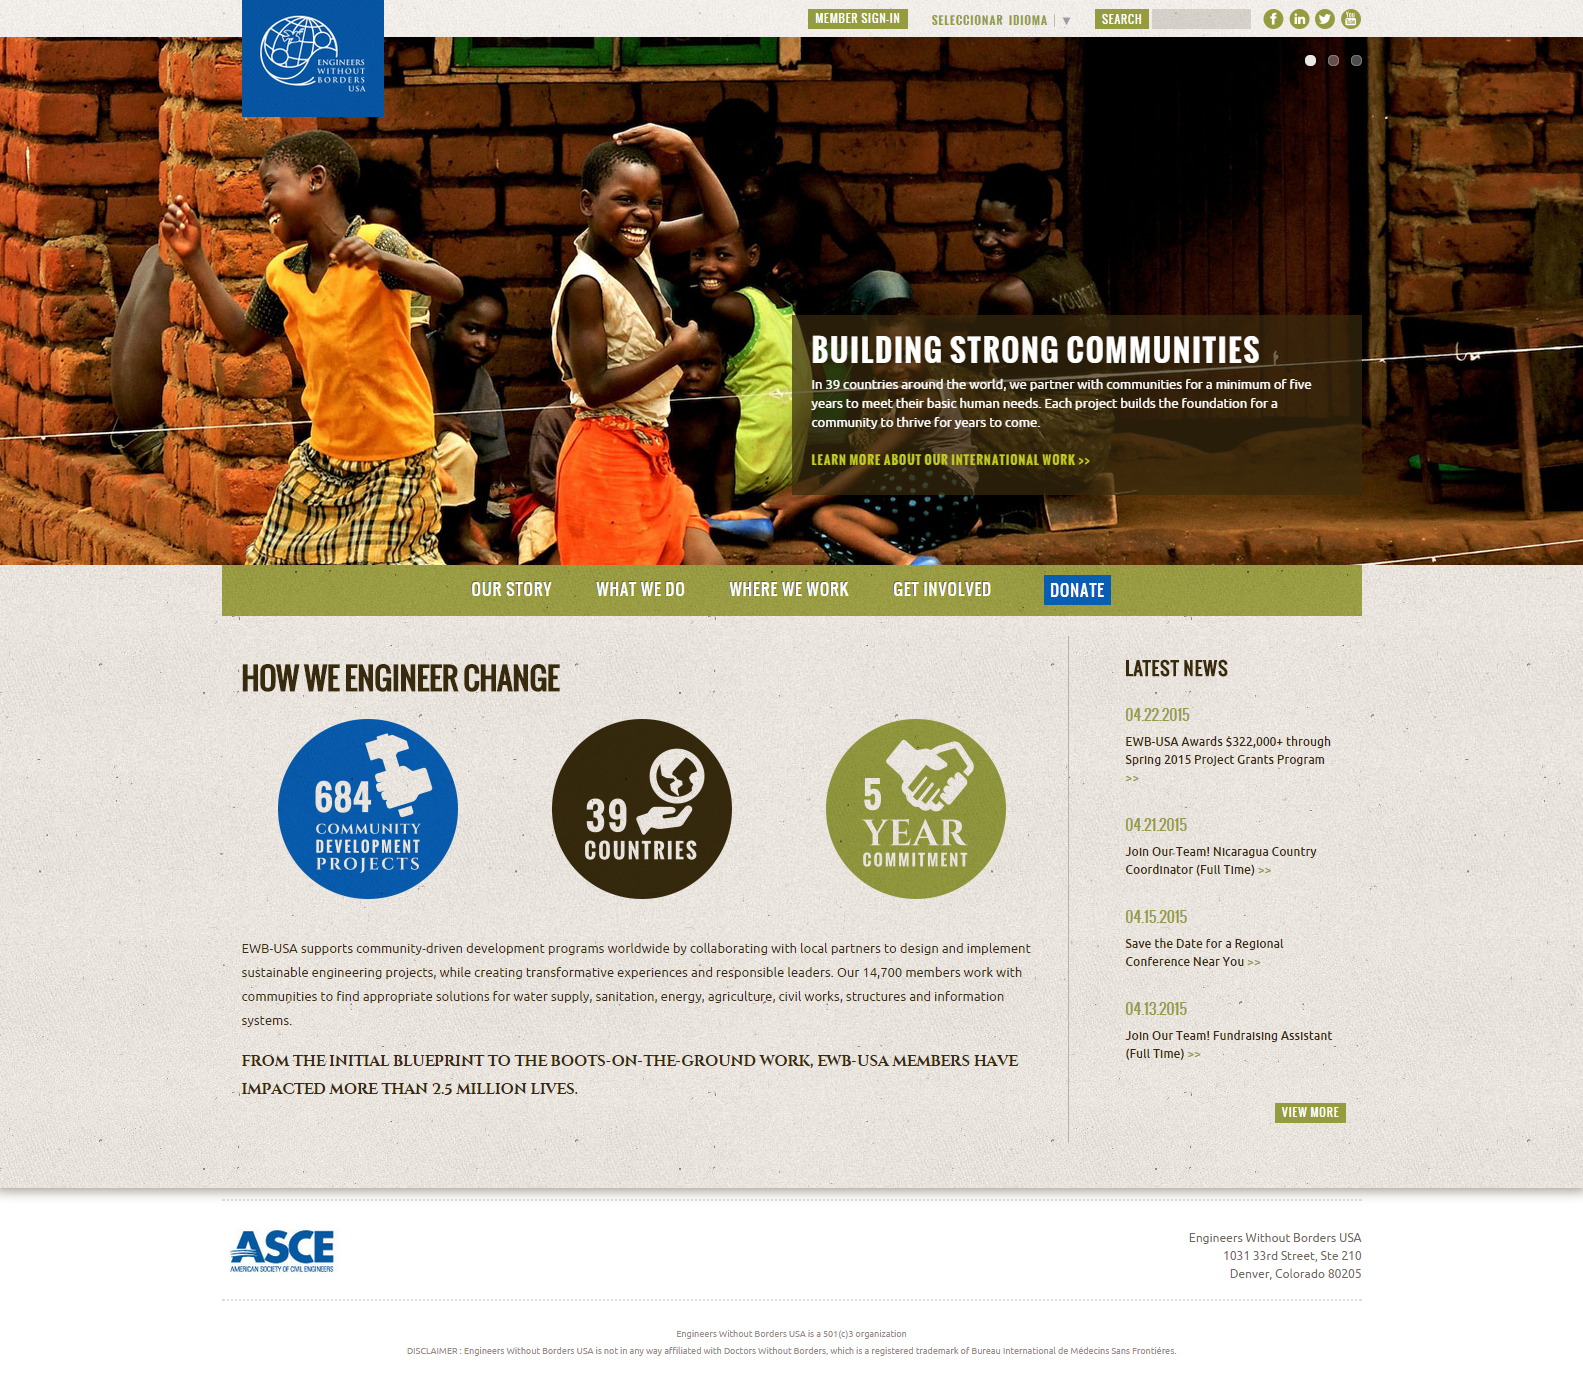 ENGINEERS
WITHOUT
BORDERS
USA
MEMBER SIGN-IN
SELECCIONAR IDIOMA
▼
SEARCH
f
in
You
BUILDING STRONG COMMUNITIES
In 39 countries around the world, we partner with communities for a minimum of five
years to meet their basic human needs. Each project builds the foundation for a
community to thrive for years to come.
LEARN MORE ABOUT OUR INTERNATIONAL WORK >>
OUR STORY
WHAT WE DO
WHERE WE WORK
GET INVOLVED
DONATE
HOW WE ENGINEER CHANGE
684
COMMUNITY
DEVELOPMENT
PROJECTS
39
COUNTRIES
5
YEAR
COMMITMENT
EWB-USA supports community-driven development programs worldwide by collaborating with local partners to design and implement
sustainable engineering projects, while creating transformative experiences and responsible leaders. Our 14,700 members work with
communities to find appropriate solutions for water supply, sanitation, energy, agriculture, civil works, structures and information
systems.
FROM THE INITIAL BLUEPRINT TO THE BOOTS-ON-THE-GROUND WORK, EWB-USA MEMBERS HAVE
IMPACTED MORE THAN 2.5 MILLION LIVES.
LATEST NEWS
04.22.2015
EWB-USA Awards $322,000+ through
Spring 2015 Project Grants Program
>>
04.21.2015
Join Our Team! Nicaragua Country
Coordinator (Full Time) >>
04.15.2015
Save the Date for a Regional
Conference Near You >>
04.13.2015
Join Our Team! Fundraising Assistant
(Full Time) >>
VIEW MORE
ASCE
AMERICAN SOCIETY OF CIVIL ENGINEERS
Engineers Without Borders USA
1031 33rd Street, Ste 210
Denver, Colorado 80205
Engineers Without Borders USA is a 501(c)3 organization
DISCLAIMER : Engineers Without Borders USA is not in any way affiliated with Doctors Without Borders, which is a registered trademark of Bureau International de Médecins Sans Frontiéres.